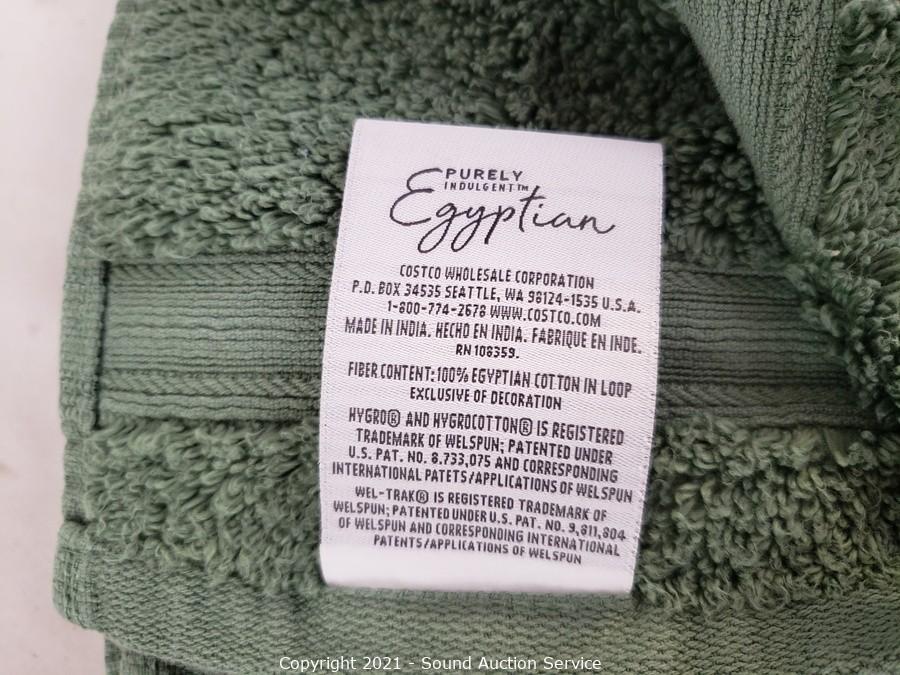 PURELY
INDULGENT™
Egyptian
COSTCO WHOLESALE CORPORATION
P.O. BOX 34535 SEATTLE, WA 98124-1535 U.S.A.
1-800-774-2678 WWW.COSTCO.COM
MADE IN INDIA. HECHO EN INDIA. FABRIQUE EN INDE.
RN 108359.
FIBER CONTENT: 100% EGYPTIAN COTTON IN LOOP
EXCLUSIVE OF DECORATION
HYGRO® AND HYGROCOTTON® IS REGISTERED
TRADEMARK OF WELSPUN; PATENTED UNDER
U.S. PAT. NO. 8,733,075 AND CORRESPONDING
INTERNATIONAL PATETS/APPLICATIONS OF WELSPUN
WEL-TRAK® IS REGISTERED TRADEMARK OF
WELSPUN; PATENTED UNDER U.S. PAT. NO. 9,811,804
OF WELSPUN AND CORRESPONDING INTERNATIONAL
PATENTS/APPLICATIONS OF WELSPUN
Copyright 2021 - Sound Auction Service